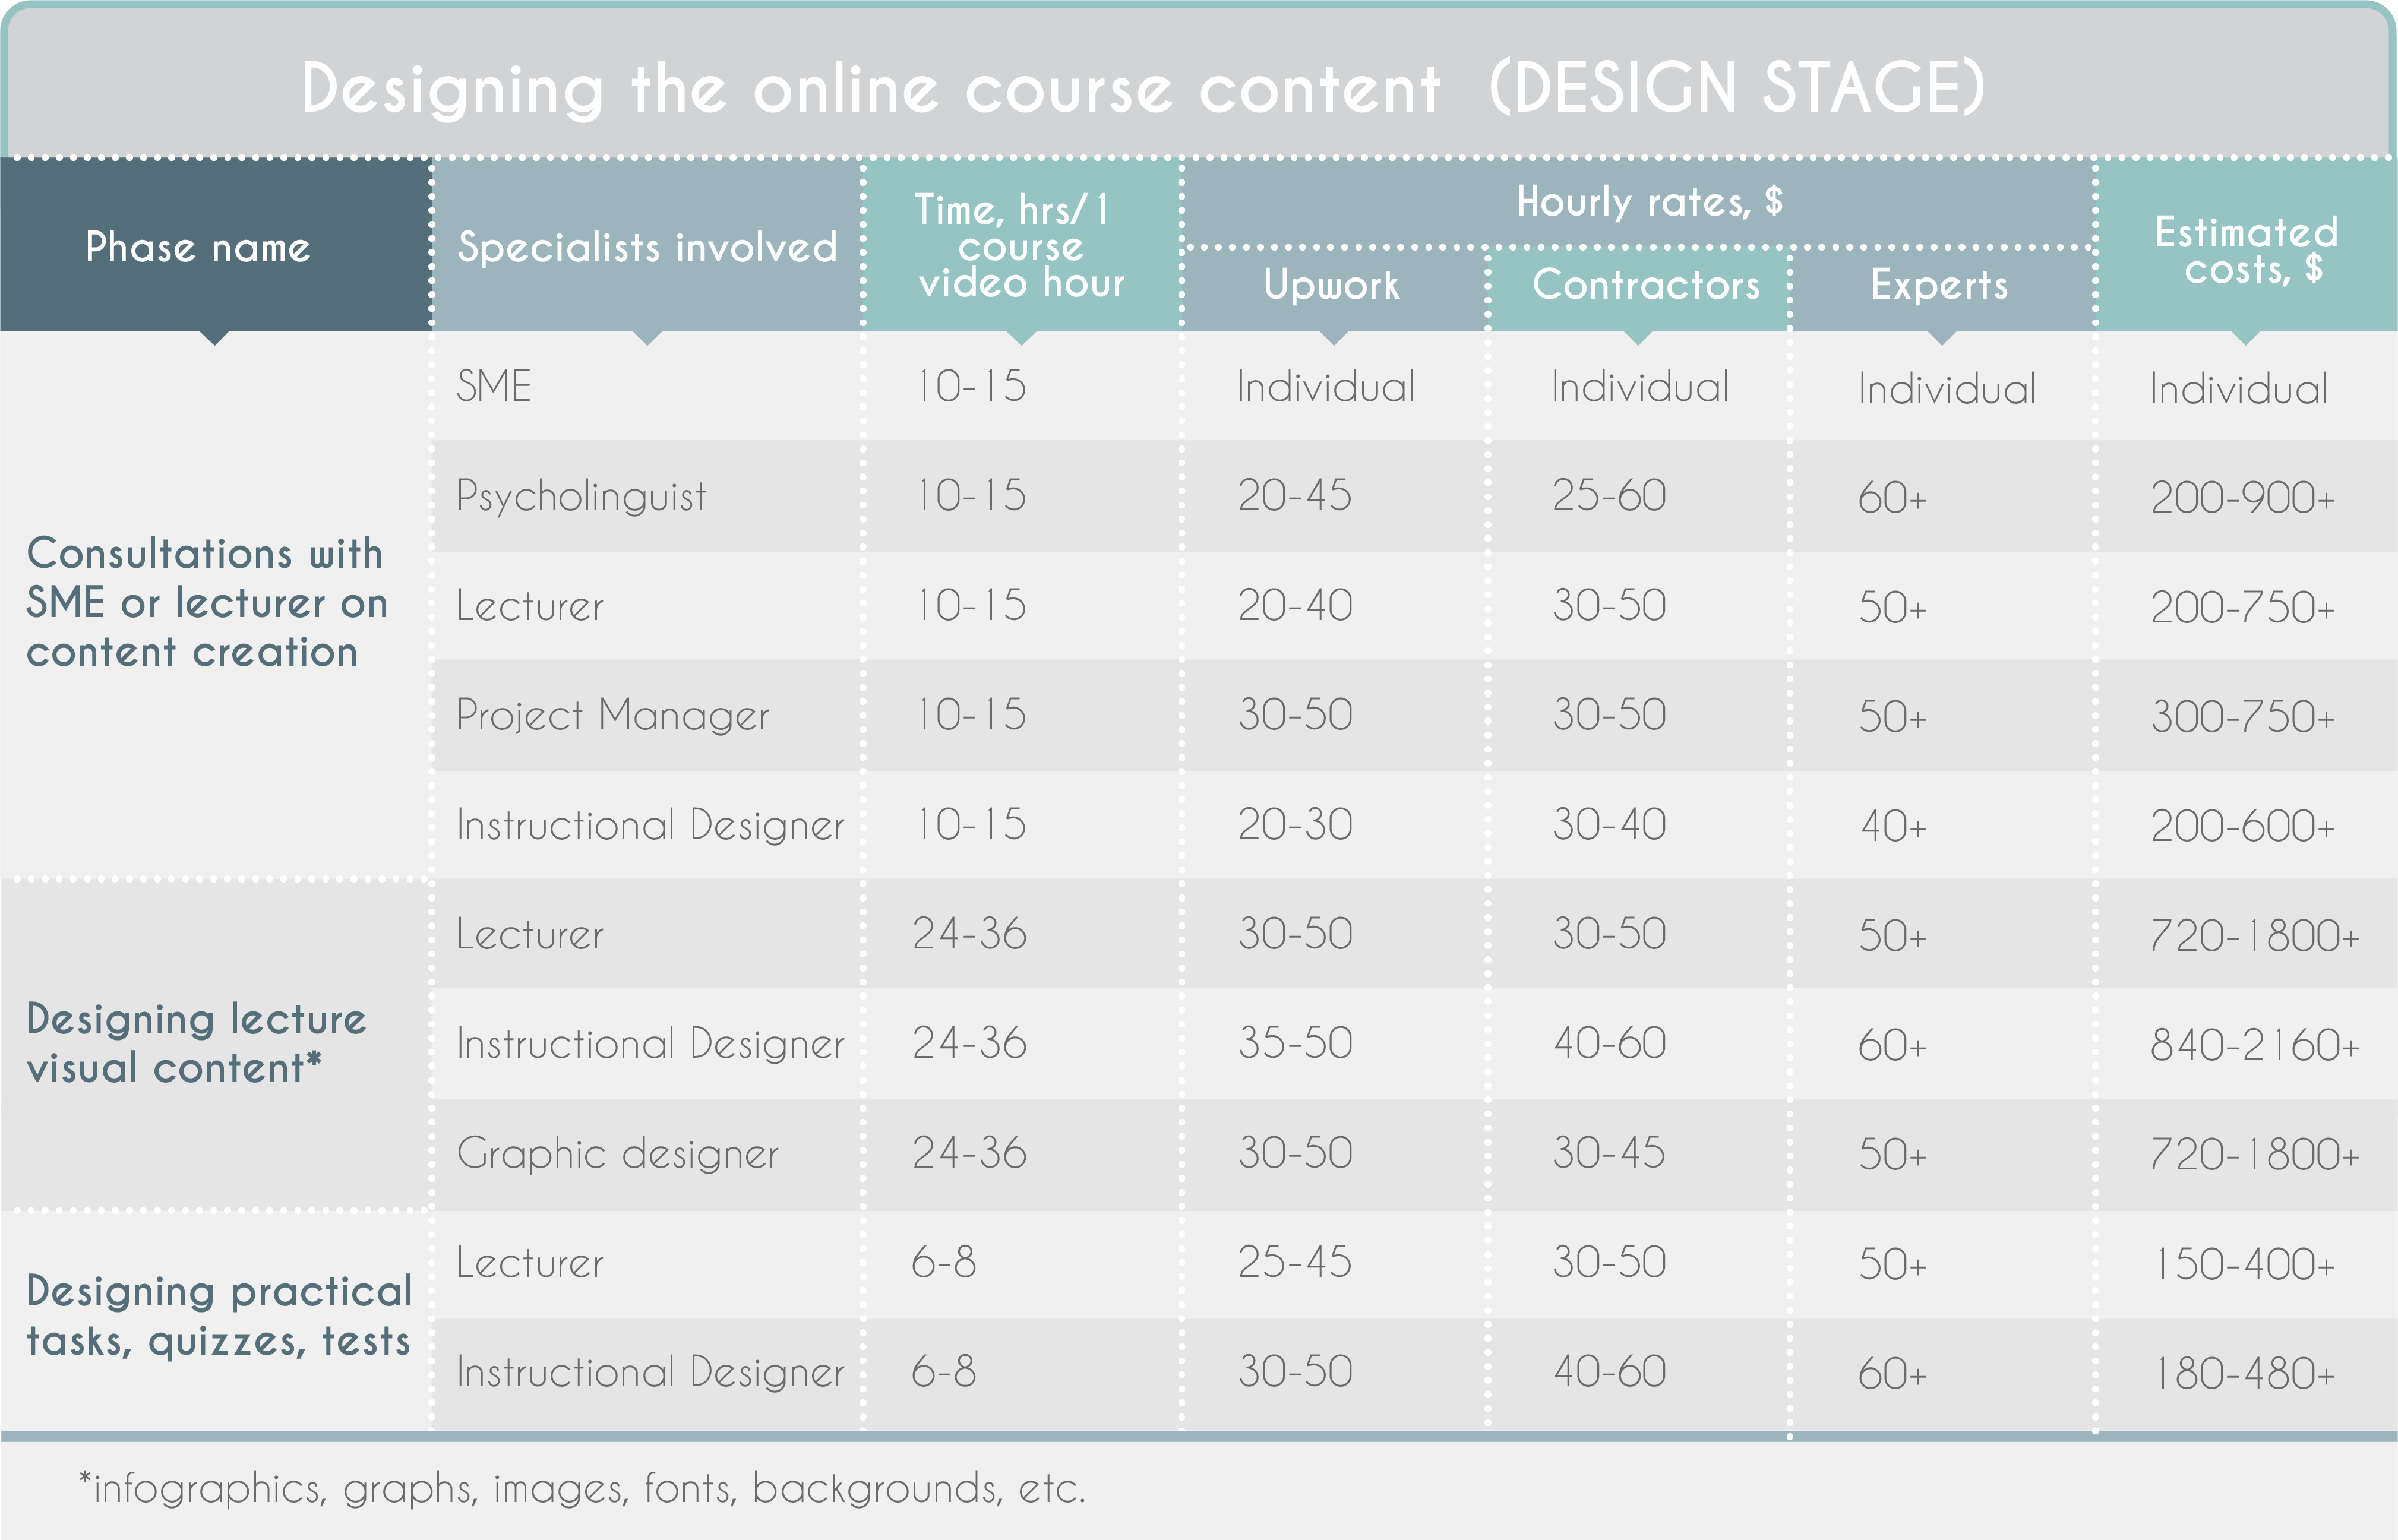 Designing the online course content (DESIGN STAGE)
Phase name
Specialists involved
Time, hrs/1
course
video hour
Hourly rates, $
Upwork
Contractors
Experts
Estimated
costs, $
Consultations with
SME or lecturer on
content creation
SME 10-15 Individual Individual Individual Individual
Psycholinguist 10-15 20-45 25-60 60+ 200-900+
Lecturer 10-15 20-40 30-50 50+ 200-750+
Project Manager 10-15 30-50 30-50 50+ 300-750+
Instructional Designer 10-15 20-30 30-40 40+ 200-600+
Designing lecture
visual content*
Lecturer 24-36 30-50 30-50 50+ 720-1800+
Instructional Designer 24-36 35-50 40-60 60+ 840-2160+
Graphic designer 24-36 30-50 30-45 50+ 720-1800+
Designing practical
tasks, quizzes, tests
Lecturer 6-8 25-45 30-50 50+ 150-400+
Instructional Designer 6-8 30-50 40-60 60+ 180-480+
*infographics, graphs, images, fonts, backgrounds, etc.